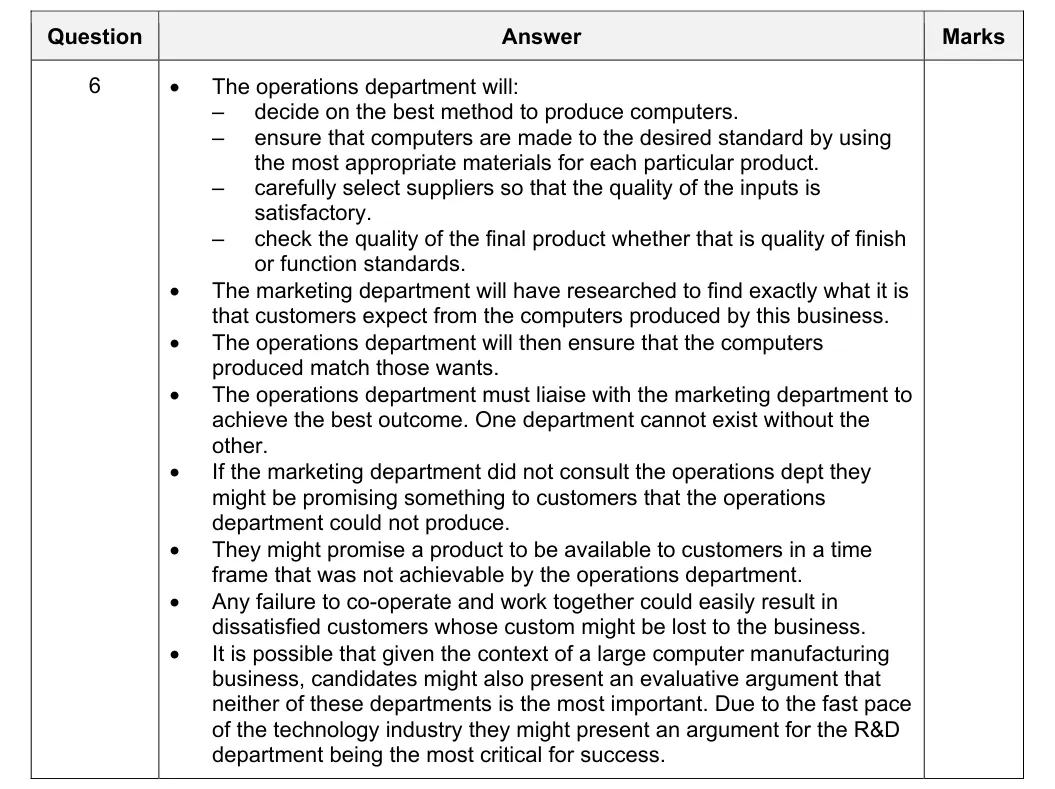 Question Answer Marks
6 • The operations department will:
– decide on the best method to produce computers.
– ensure that computers are made to the desired standard by using
the most appropriate materials for each particular product.
– carefully select suppliers so that the quality of the inputs is
satisfactory.
– check the quality of the final product whether that is quality of finish
or function standards.
• The marketing department will have researched to find exactly what it is
that customers expect from the computers produced by this business.
• The operations department will then ensure that the computers
produced match those wants.
• The operations department must liaise with the marketing department to
achieve the best outcome. One department cannot exist without the
other.
• If the marketing department did not consult the operations dept they
might be promising something to customers that the operations
department could not produce.
• They might promise a product to be available to customers in a time
frame that was not achievable by the operations department.
• Any failure to co-operate and work together could easily result in
dissatisfied customers whose custom might be lost to the business.
• It is possible that given the context of a large computer manufacturing
business, candidates might also present an evaluative argument that
neither of these departments is the most important. Due to the fast pace
of the technology industry they might present an argument for the R&D
department being the most critical for success.